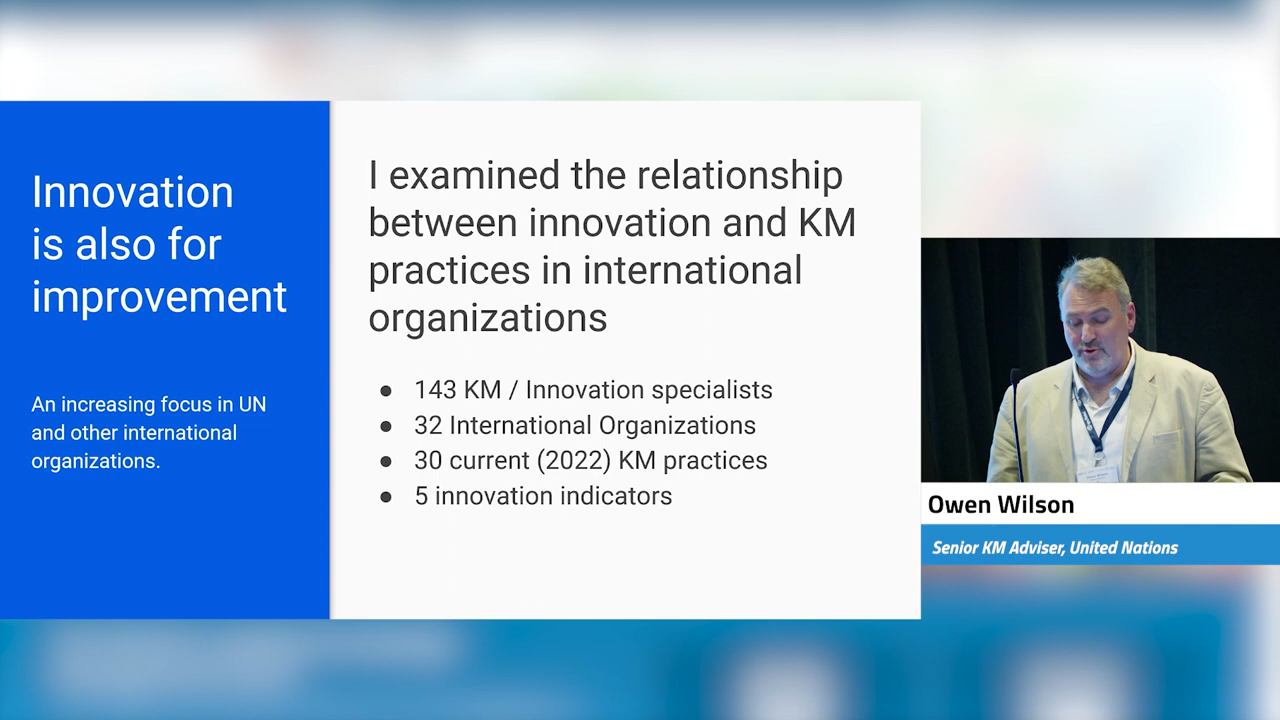 Innovation
is also for
improvement
An increasing focus in UN
and other international
organizations.
I examined the relationship
between innovation and KM
practices in international
organizations
● 143 KM / Innovation specialists
● 32 International Organizations
● 30 current (2022) KM practices
● 5 innovation indicators
Owen Wilson
Senior KM Adviser, United Nations